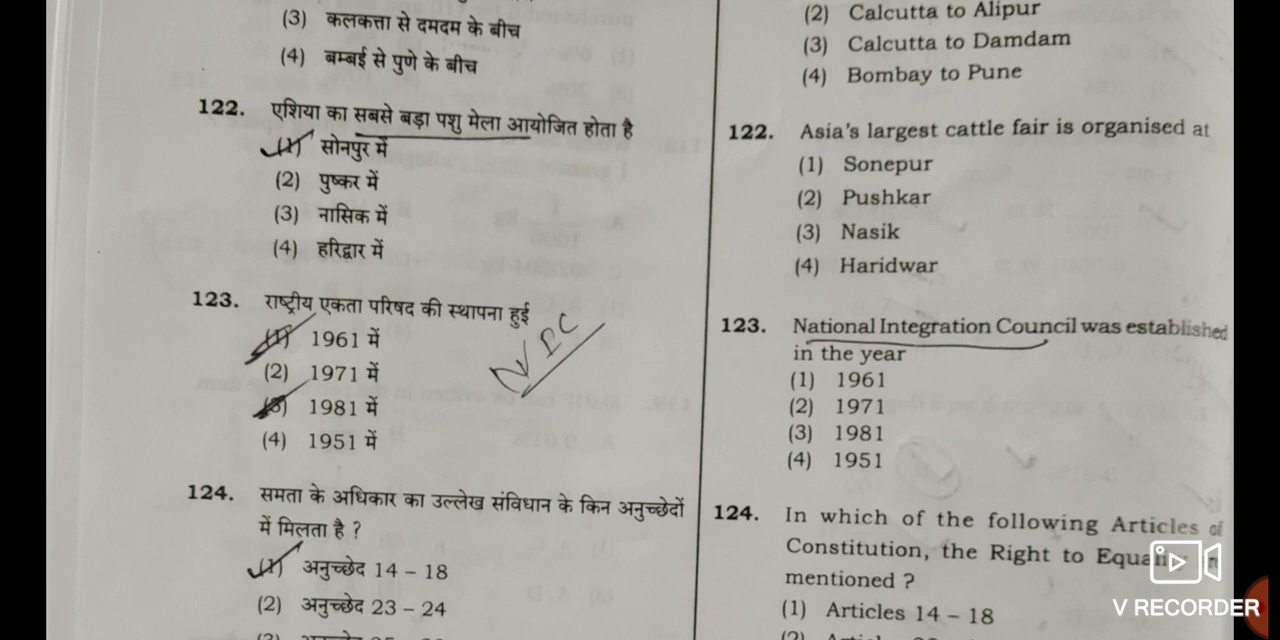 (3) कलकत्ता से दमदम के बीच
(4) बम्बई से पुणे के बीच
122. एशिया का सबसे बड़ा पशु मेला आयोजित होता है
(1) सोनपुर में
(2) पुष्कर में
(3) नासिक में
(4) हरिद्वार में
123. राष्ट्रीय एकता परिषद की स्थापना हुई
(1) 1961 में
(2) 1971 में
(3) 1981 में
(4) 1951 में
124. समता के अधिकार का उल्लेख संविधान के किन अनुच्छेदों
में मिलता है ?
(1) अनुच्छेद 14 – 18
(2) अनुच्छेद 23 – 24
(2) Calcutta to Alipur
(3) Calcutta to Damdam
(4) Bombay to Pune
122. Asia's largest cattle fair is organised at
(1) Sonepur
(2) Pushkar
(3) Nasik
(4) Haridwar
123. National Integration Council was established
in the year
(1) 1961
(2) 1971
(3) 1981
(4) 1951
124. In which of the following Articles of
Constitution, the Right to
mentioned ?
(1) Articles 14 – 18
V RECORDER